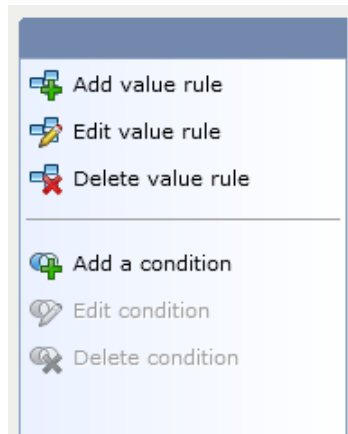 Add value rule
Edit value rule
Delete value rule
Add a condition
Edit condition
Delete condition